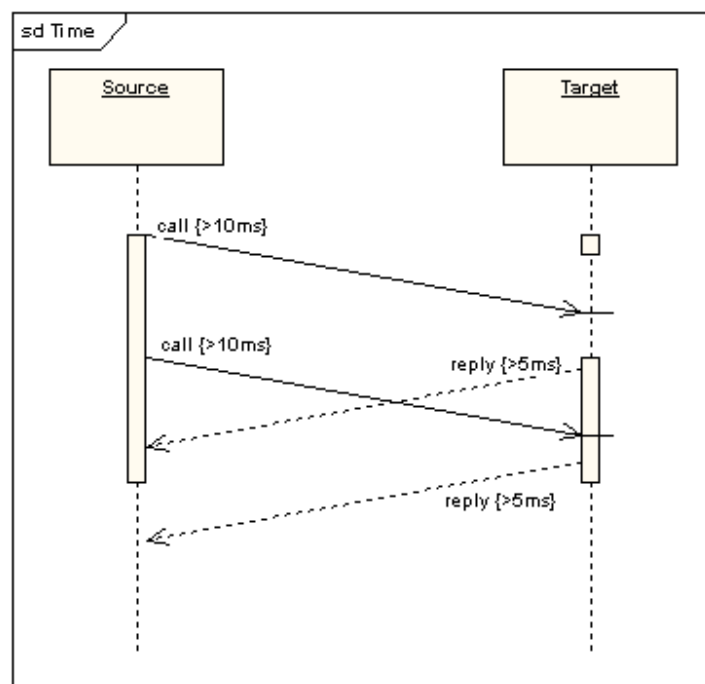 sd Time
Source
Target
call {>10ms}
call {>10ms}
reply {>5ms}
reply {>5ms}